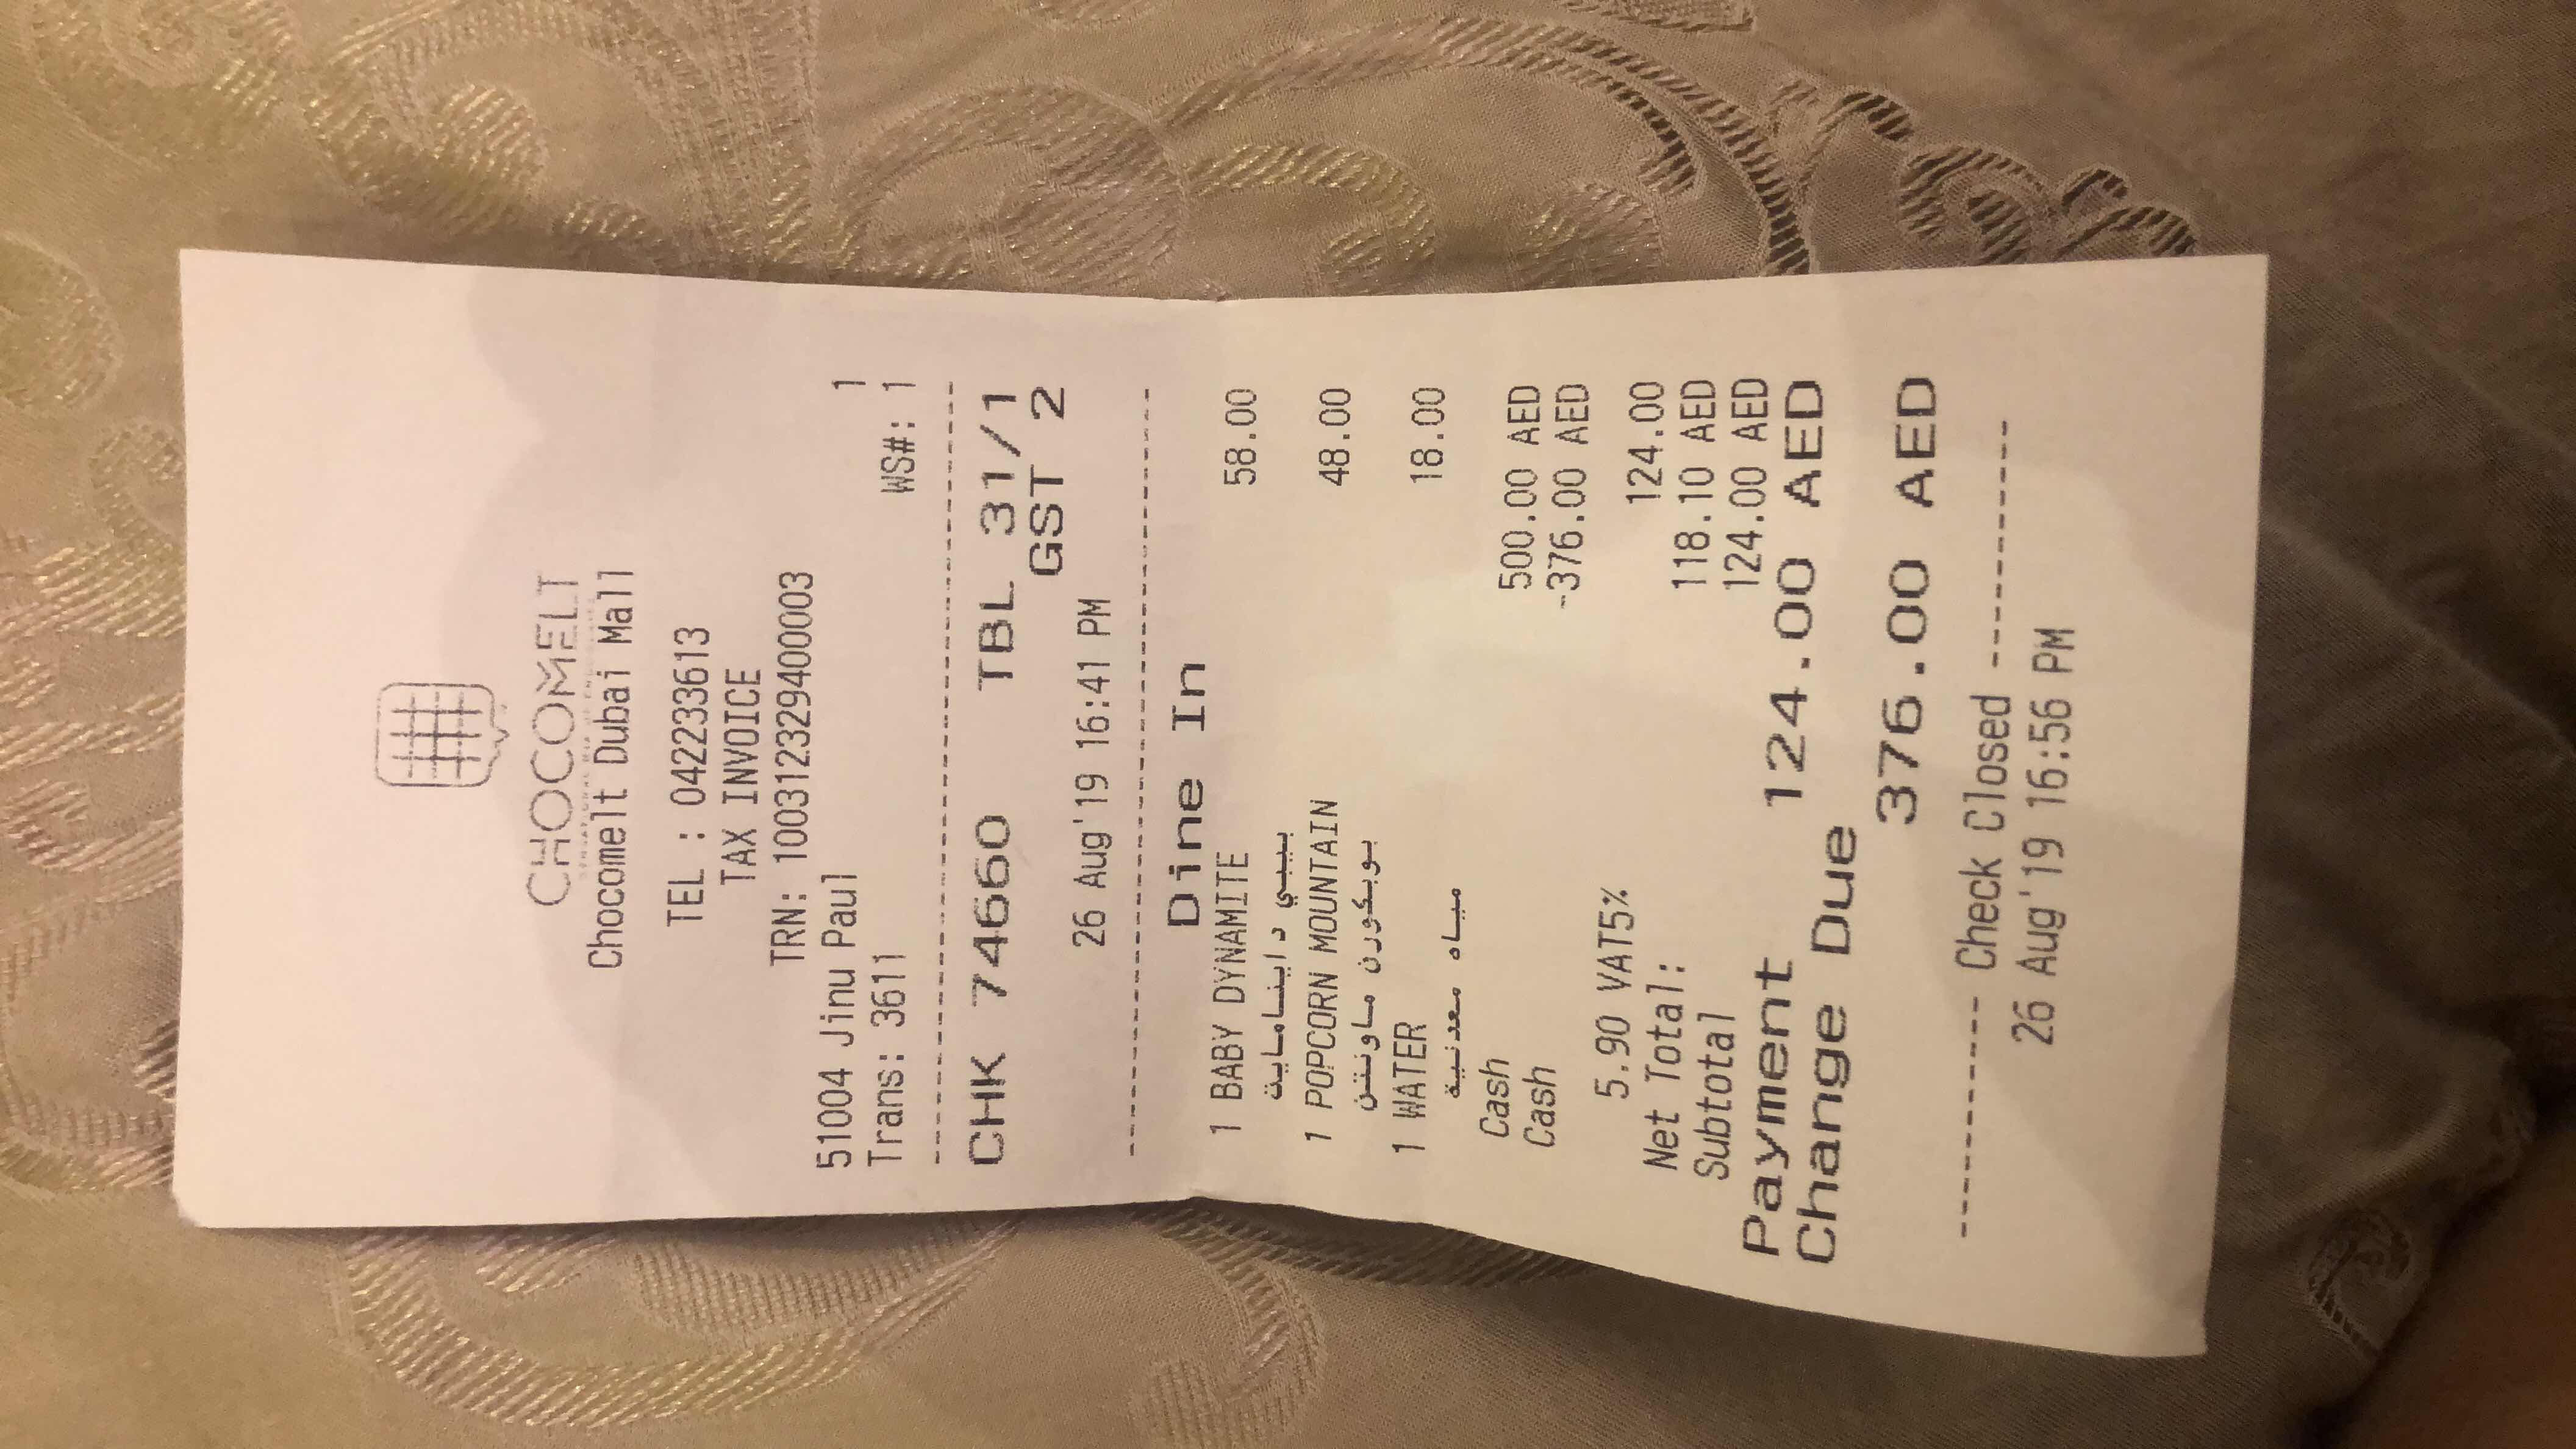 CHOCOMELT
Chocomelt Dubai Mall
TEL : 042233613
TAX INVOICE
TRN: 100312329400003
51004 Jinu Paul 1
Trans: 3611 WS#: 1
CHK 74660 TBL 31/1
GST 2
26 Aug'19 16:41 PM
Dine In
1 BABY DYNAMITE 58.00
بيبي داينامايت
1 POPCORN MOUNTAIN 48.00
بوبكورن ماونتن
1 WATER 18.00
مياه معدنية
Cash 500.00 AED
Cash -376.00 AED
5.90 VAT5% 124.00
Net Total: 118.10 AED
Subtotal 124.00 AED
Payment 124.00 AED
Change Due
376.00 AED
----------- Check Closed -----------
26 Aug'19 16:56 PM